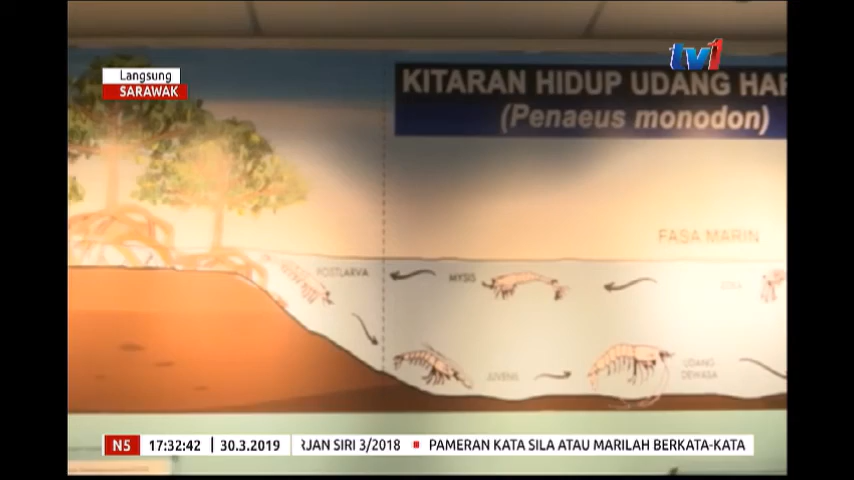 tv1
Langsung
SARAWAK
KITARAN HIDUP UDANG HAR
(Penaeus monodon)
FASA MARIN
POSTLARVA
MYSIS
JUVENIL
UDANG
DEWASA
N5 17:32:42 | 30.3.2019 RJAN SIRI 3/2018 ▪ PAMERAN KATA SILA ATAU MARILAH BERKATA-KATA